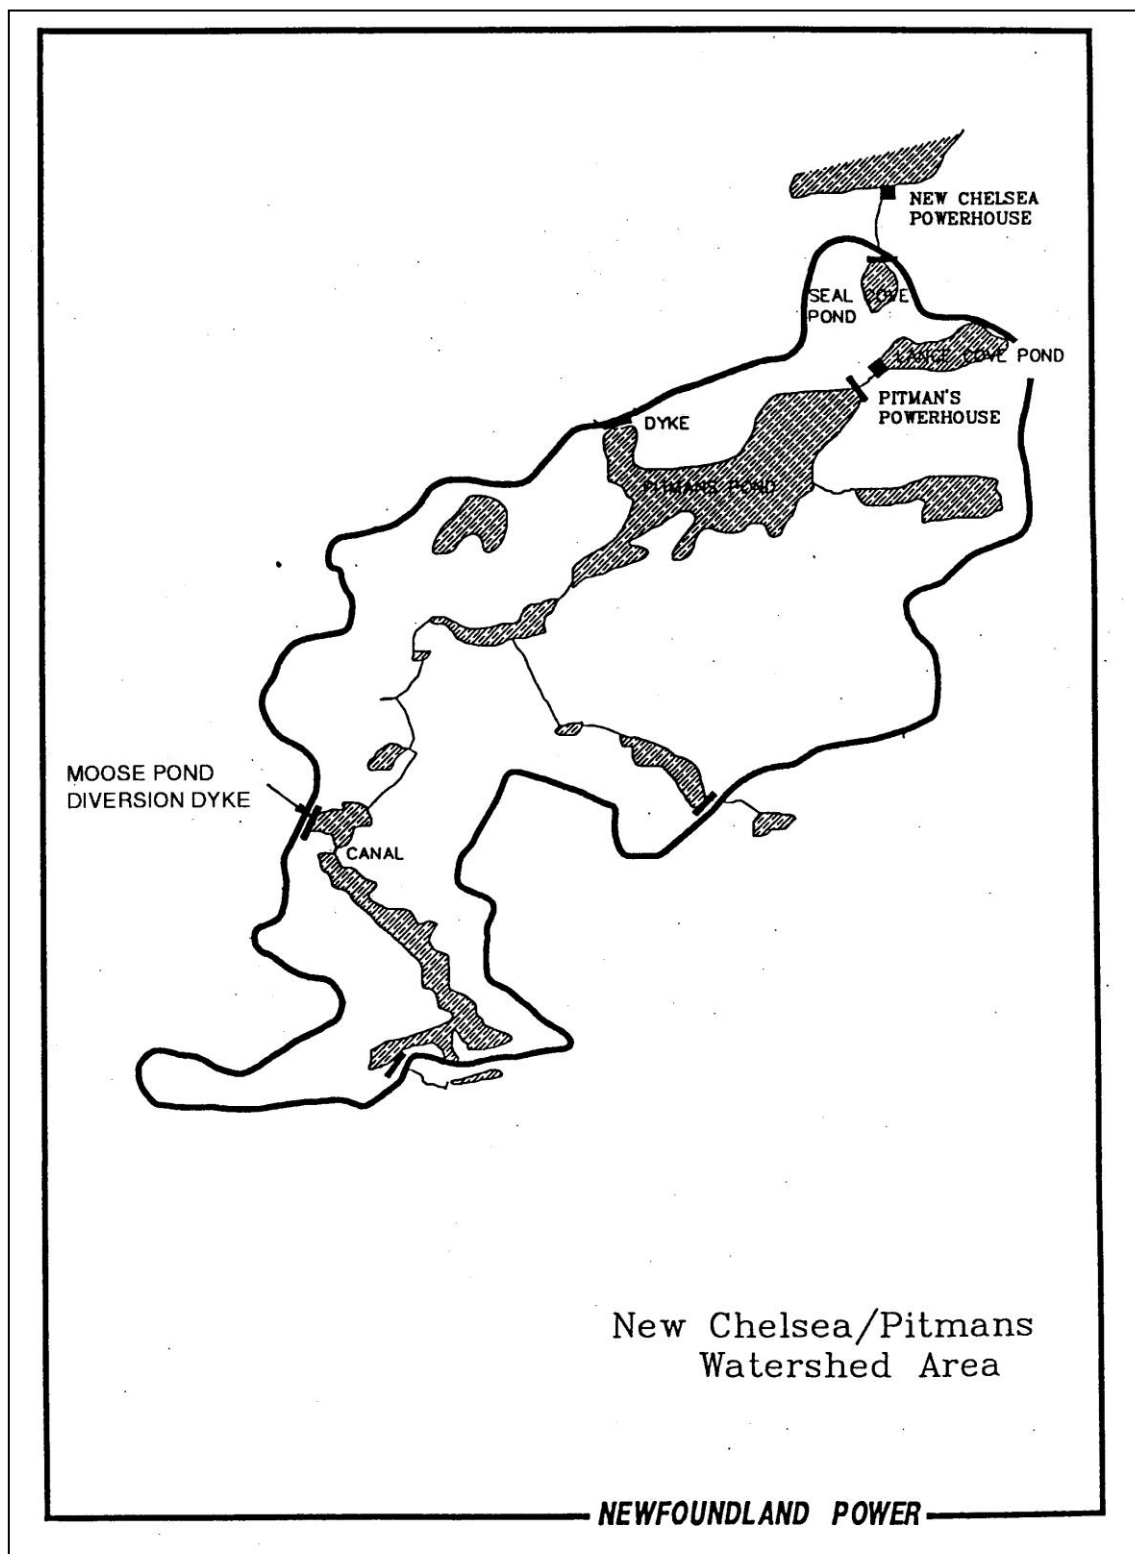 NEW CHELSEA
POWERHOUSE
SEAL COVE
POND
LANCE COVE POND
PITMAN'S
POWERHOUSE
DYKE
PITMANS POND
MOOSE POND
DIVERSION DYKE
CANAL
New Chelsea/Pitmans
Watershed Area
NEWFOUNDLAND POWER